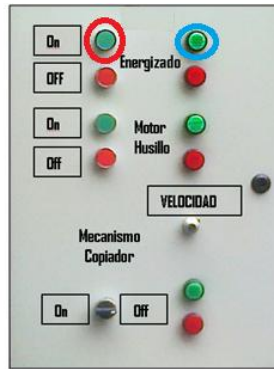 On
Energizado
OFF
On
Motor
Husillo
Off
VELOCIDAD
Mecanismo
Copiador
On
Off